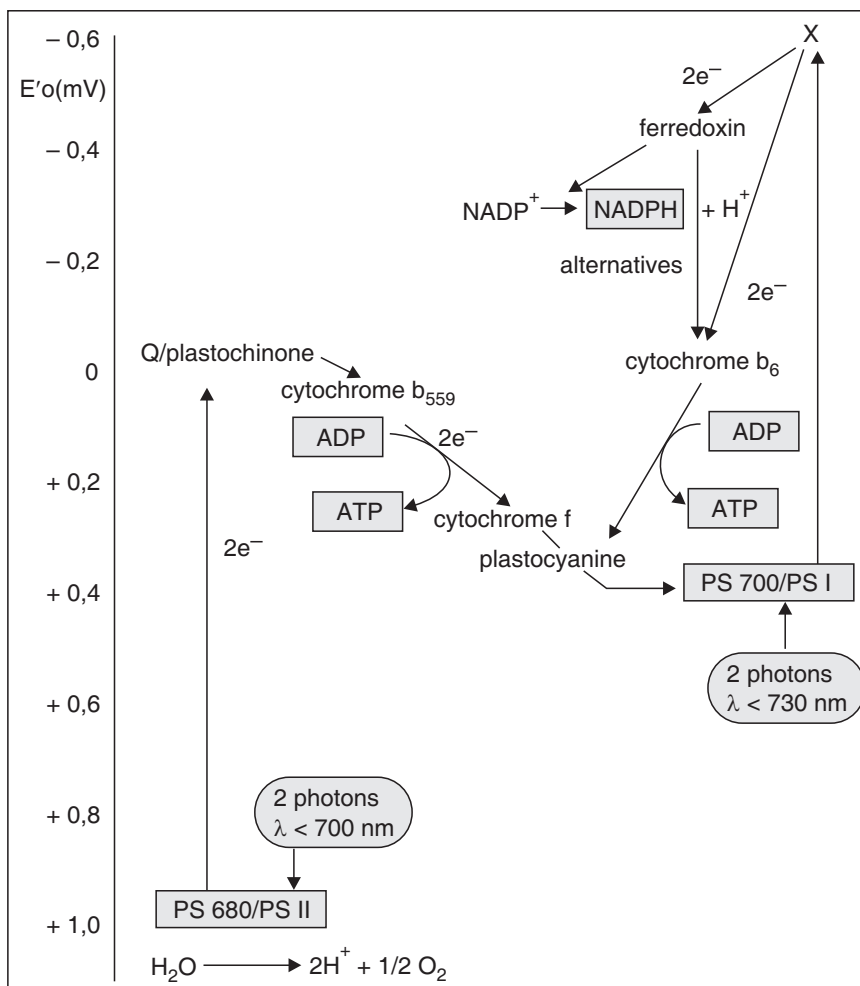 – 0,6
E′o(mV)
– 0,4
– 0,2
0
+ 0,2
+ 0,4
+ 0,6
+ 0,8
+ 1,0
X
2e⁻
ferredoxin
NADP⁺
NADPH
+ H⁺
alternatives
2e⁻
Q/plastochinone
cytochrome b₅₅₉
cytochrome b₆
ADP
2e⁻
ADP
ATP
cytochrome f
ATP
plastocyanine
2e⁻
PS 700/PS I
2 photons
λ < 730 nm
2 photons
λ < 700 nm
PS 680/PS II
H₂O
2H⁺ + 1/2 O₂